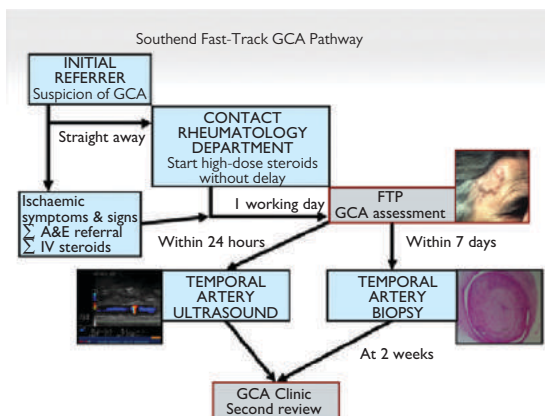 Southend Fast-Track GCA Pathway
INITIAL
REFERRER
Suspicion of GCA
Straight away
CONTACT
RHEUMATOLOGY
DEPARTMENT
Start high-dose steroids
without delay
Ischaemic
symptoms & signs
∑ A&E referral
∑ IV steroids
1 working day
FTP
GCA assessment
Within 24 hours
Within 7 days
TEMPORAL
ARTERY
ULTRASOUND
TEMPORAL
ARTERY
BIOPSY
At 2 weeks
GCA Clinic
Second review